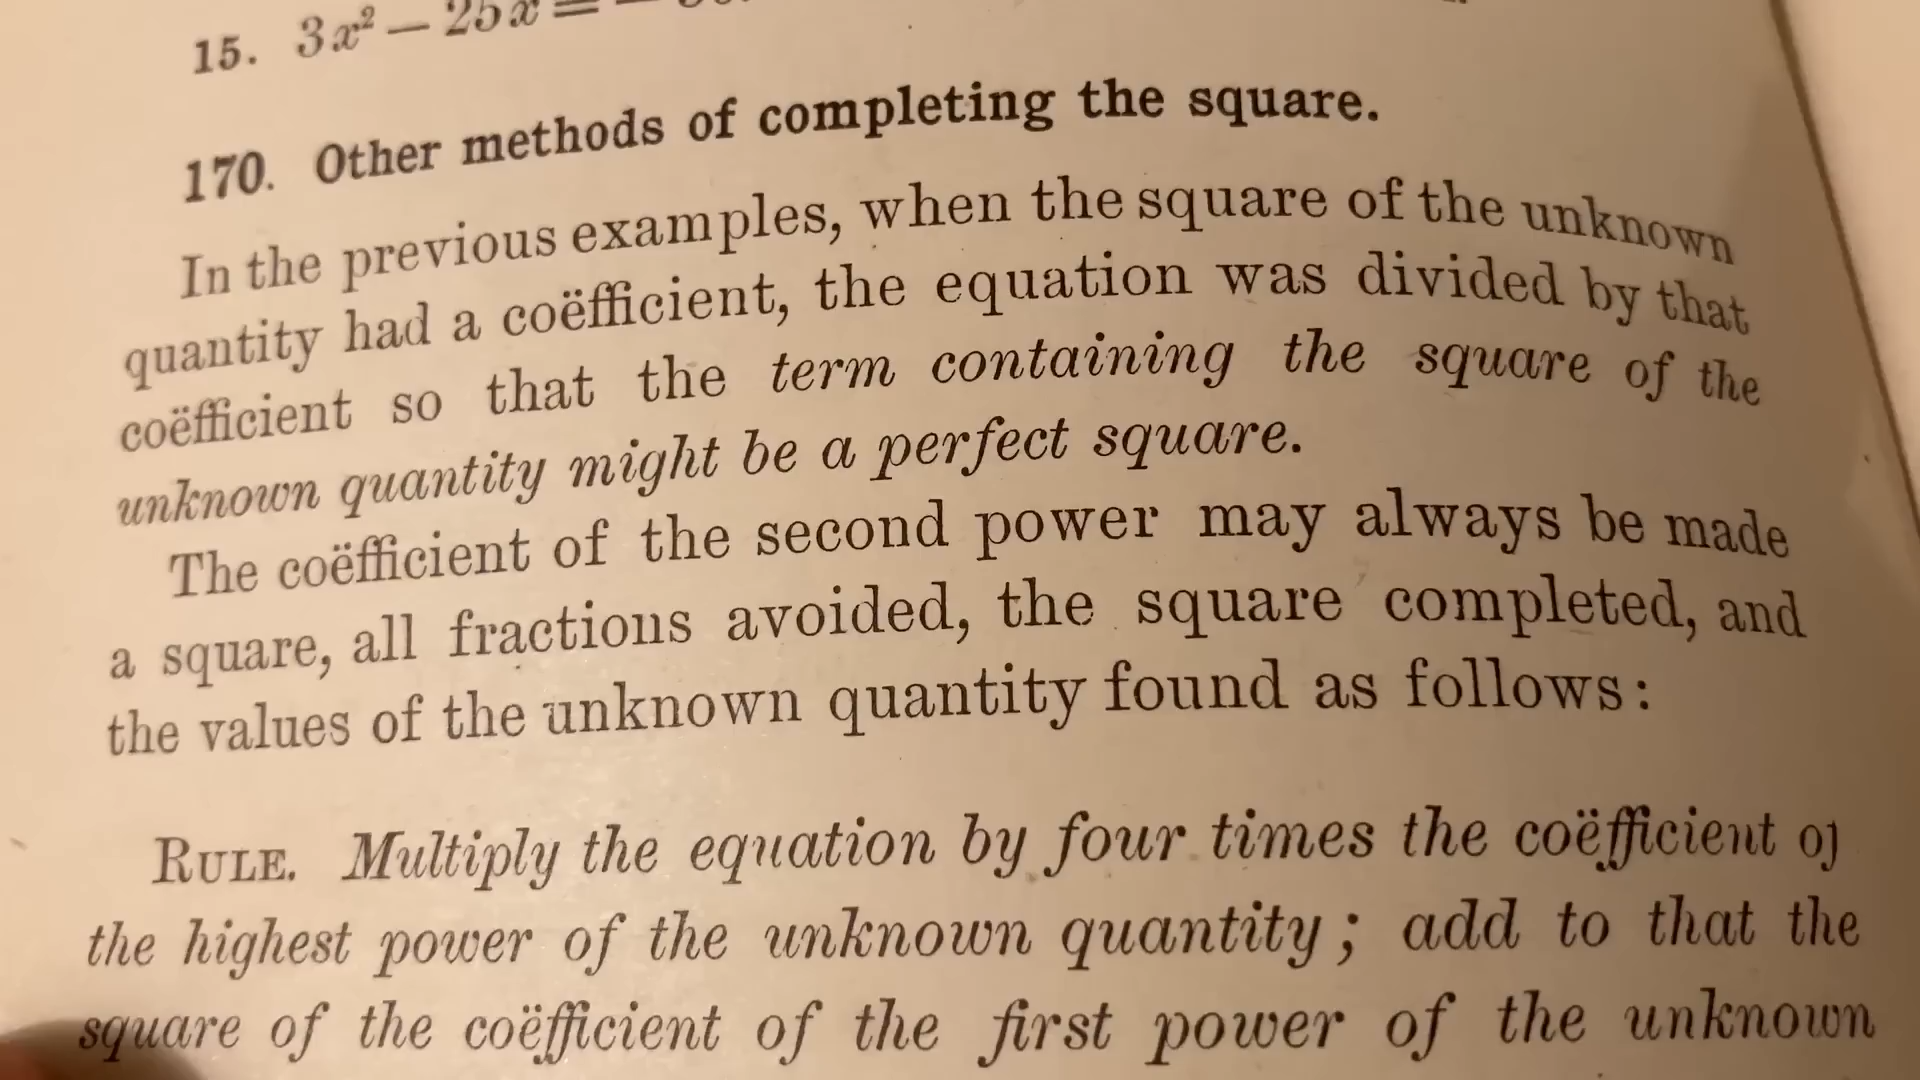 15. 3x² — 25x =
170. Other methods of completing the square.
In the previous examples, when the square of the unknown
quantity had a coëfficient, the equation was divided by that
coëfficient so that the term containing the square of the
unknown quantity might be a perfect square.
The coëfficient of the second power may always be made
a square, all fractions avoided, the square completed, and
the values of the unknown quantity found as follows:
RULE. Multiply the equation by four times the coëfficient of
the highest power of the unknown quantity; add to that the
square of the coëfficient of the first power of the unknown